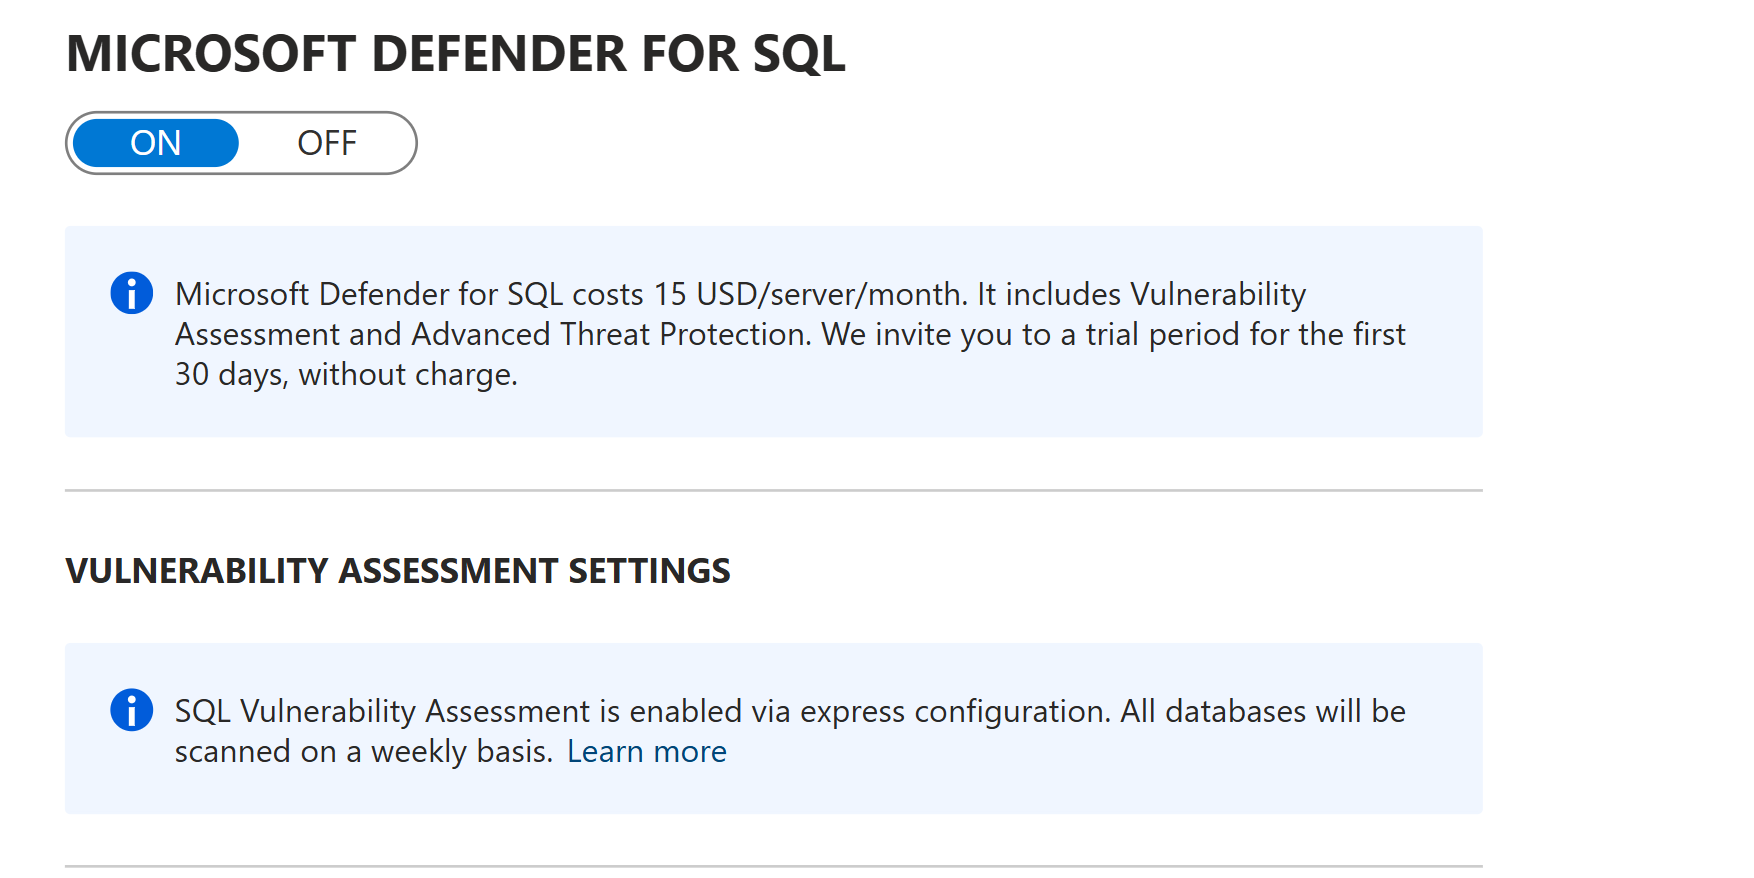 MICROSOFT DEFENDER FOR SQL
ON OFF
Microsoft Defender for SQL costs 15 USD/server/month. It includes Vulnerability
Assessment and Advanced Threat Protection. We invite you to a trial period for the first
30 days, without charge.
VULNERABILITY ASSESSMENT SETTINGS
SQL Vulnerability Assessment is enabled via express configuration. All databases will be
scanned on a weekly basis. Learn more